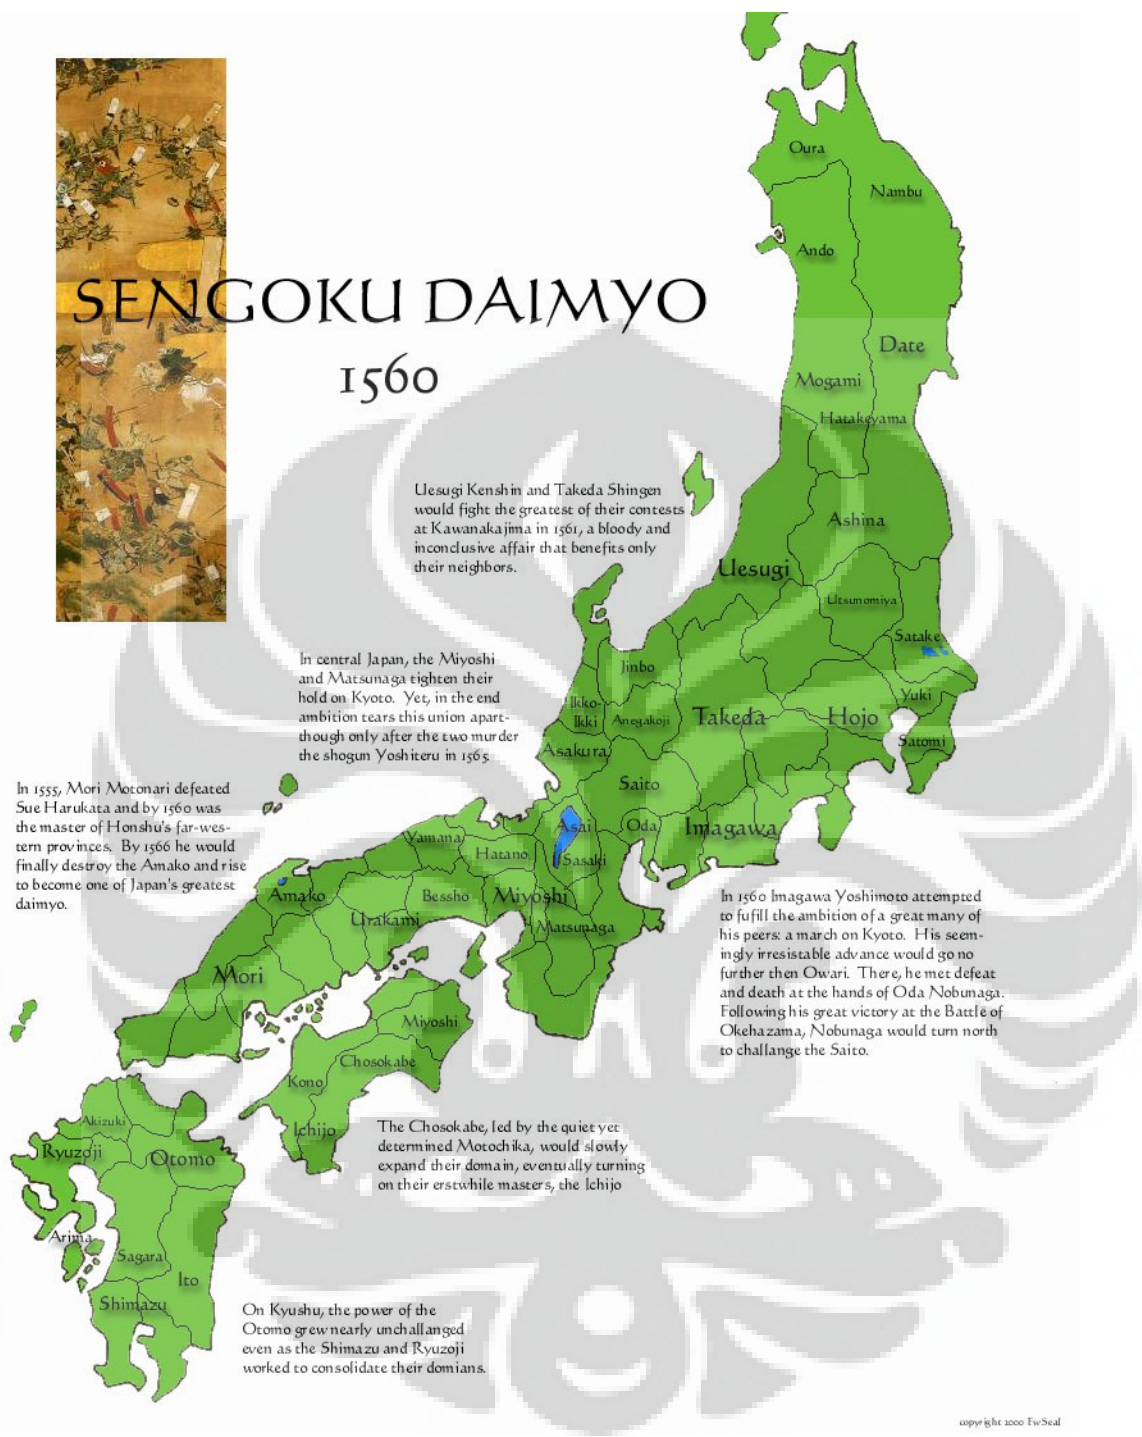 Oura
Nambu
Ando
SENGOKU DAIMYO
1560
Date
Mogami
Hatakeyama
Uesugi Kenshin and Takeda Shingen
would fight the greatest of their contests
at Kawanakajima in 1561, a bloody and
inconclusive affair that benefits only
their neighbors.
Ashina
Uesugi
Utsunomiya
Satake
In central Japan, the Miyoshi
and Matsunaga tighten their
hold on Kyoto. Yet, in the end
ambition tears this union apart-
though only after the two murder
the shogun Yoshiteru in 1565.
Jinbo
Ikko-
Ikki
Anegakoji
Takeda
Hojo
Yuki
Satomi
Asakura
Saito
In 1555, Mori Motonari defeated
Sue Harukata and by 1560 was
the master of Honshu's far-wes-
tern provinces. By 1566 he would
finally destroy the Amako and rise
to become one of Japan's greatest
daimyo.
Asai
Oda
Imagawa
Yamana
Hatano
Sasaki
Amako
Bessho
Miyoshi
Urakami
Matsunaga
Mori
In 1560 Imagawa Yoshimoto attempted
to fufill the ambition of a great many of
his peers: a march on Kyoto. His seem-
ingly irresistable advance would go no
further then Owari. There, he met defeat
and death at the hands of Oda Nobunaga.
Following his great victory at the Battle of
Okehazama, Nobunaga would turn north
to challange the Saito.
Miyoshi
Chosokabe
Kono
Ichijo
The Chosokabe, led by the quiet yet
determined Motochika, would slowly
expand their domain, eventually turning
on their erstwhile masters, the Ichijo
Akizuki
Ryuzoji
Otomo
Arima
Sagara
Ito
Shimazu
On Kyushu, the power of the
Otomo grew nearly unchallanged
even as the Shimazu and Ryuzoji
worked to consolidate their domians.
copyright 2000 FwSeal